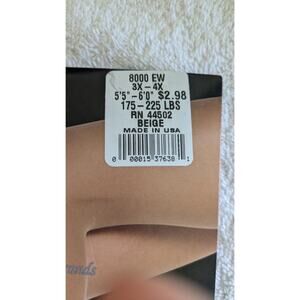 8000 EW
3X-4X
5'5"-6'0" $2.98
175-225 LBS
RN 44502
BEIGE
MADE IN USA
0 00015 37638 1